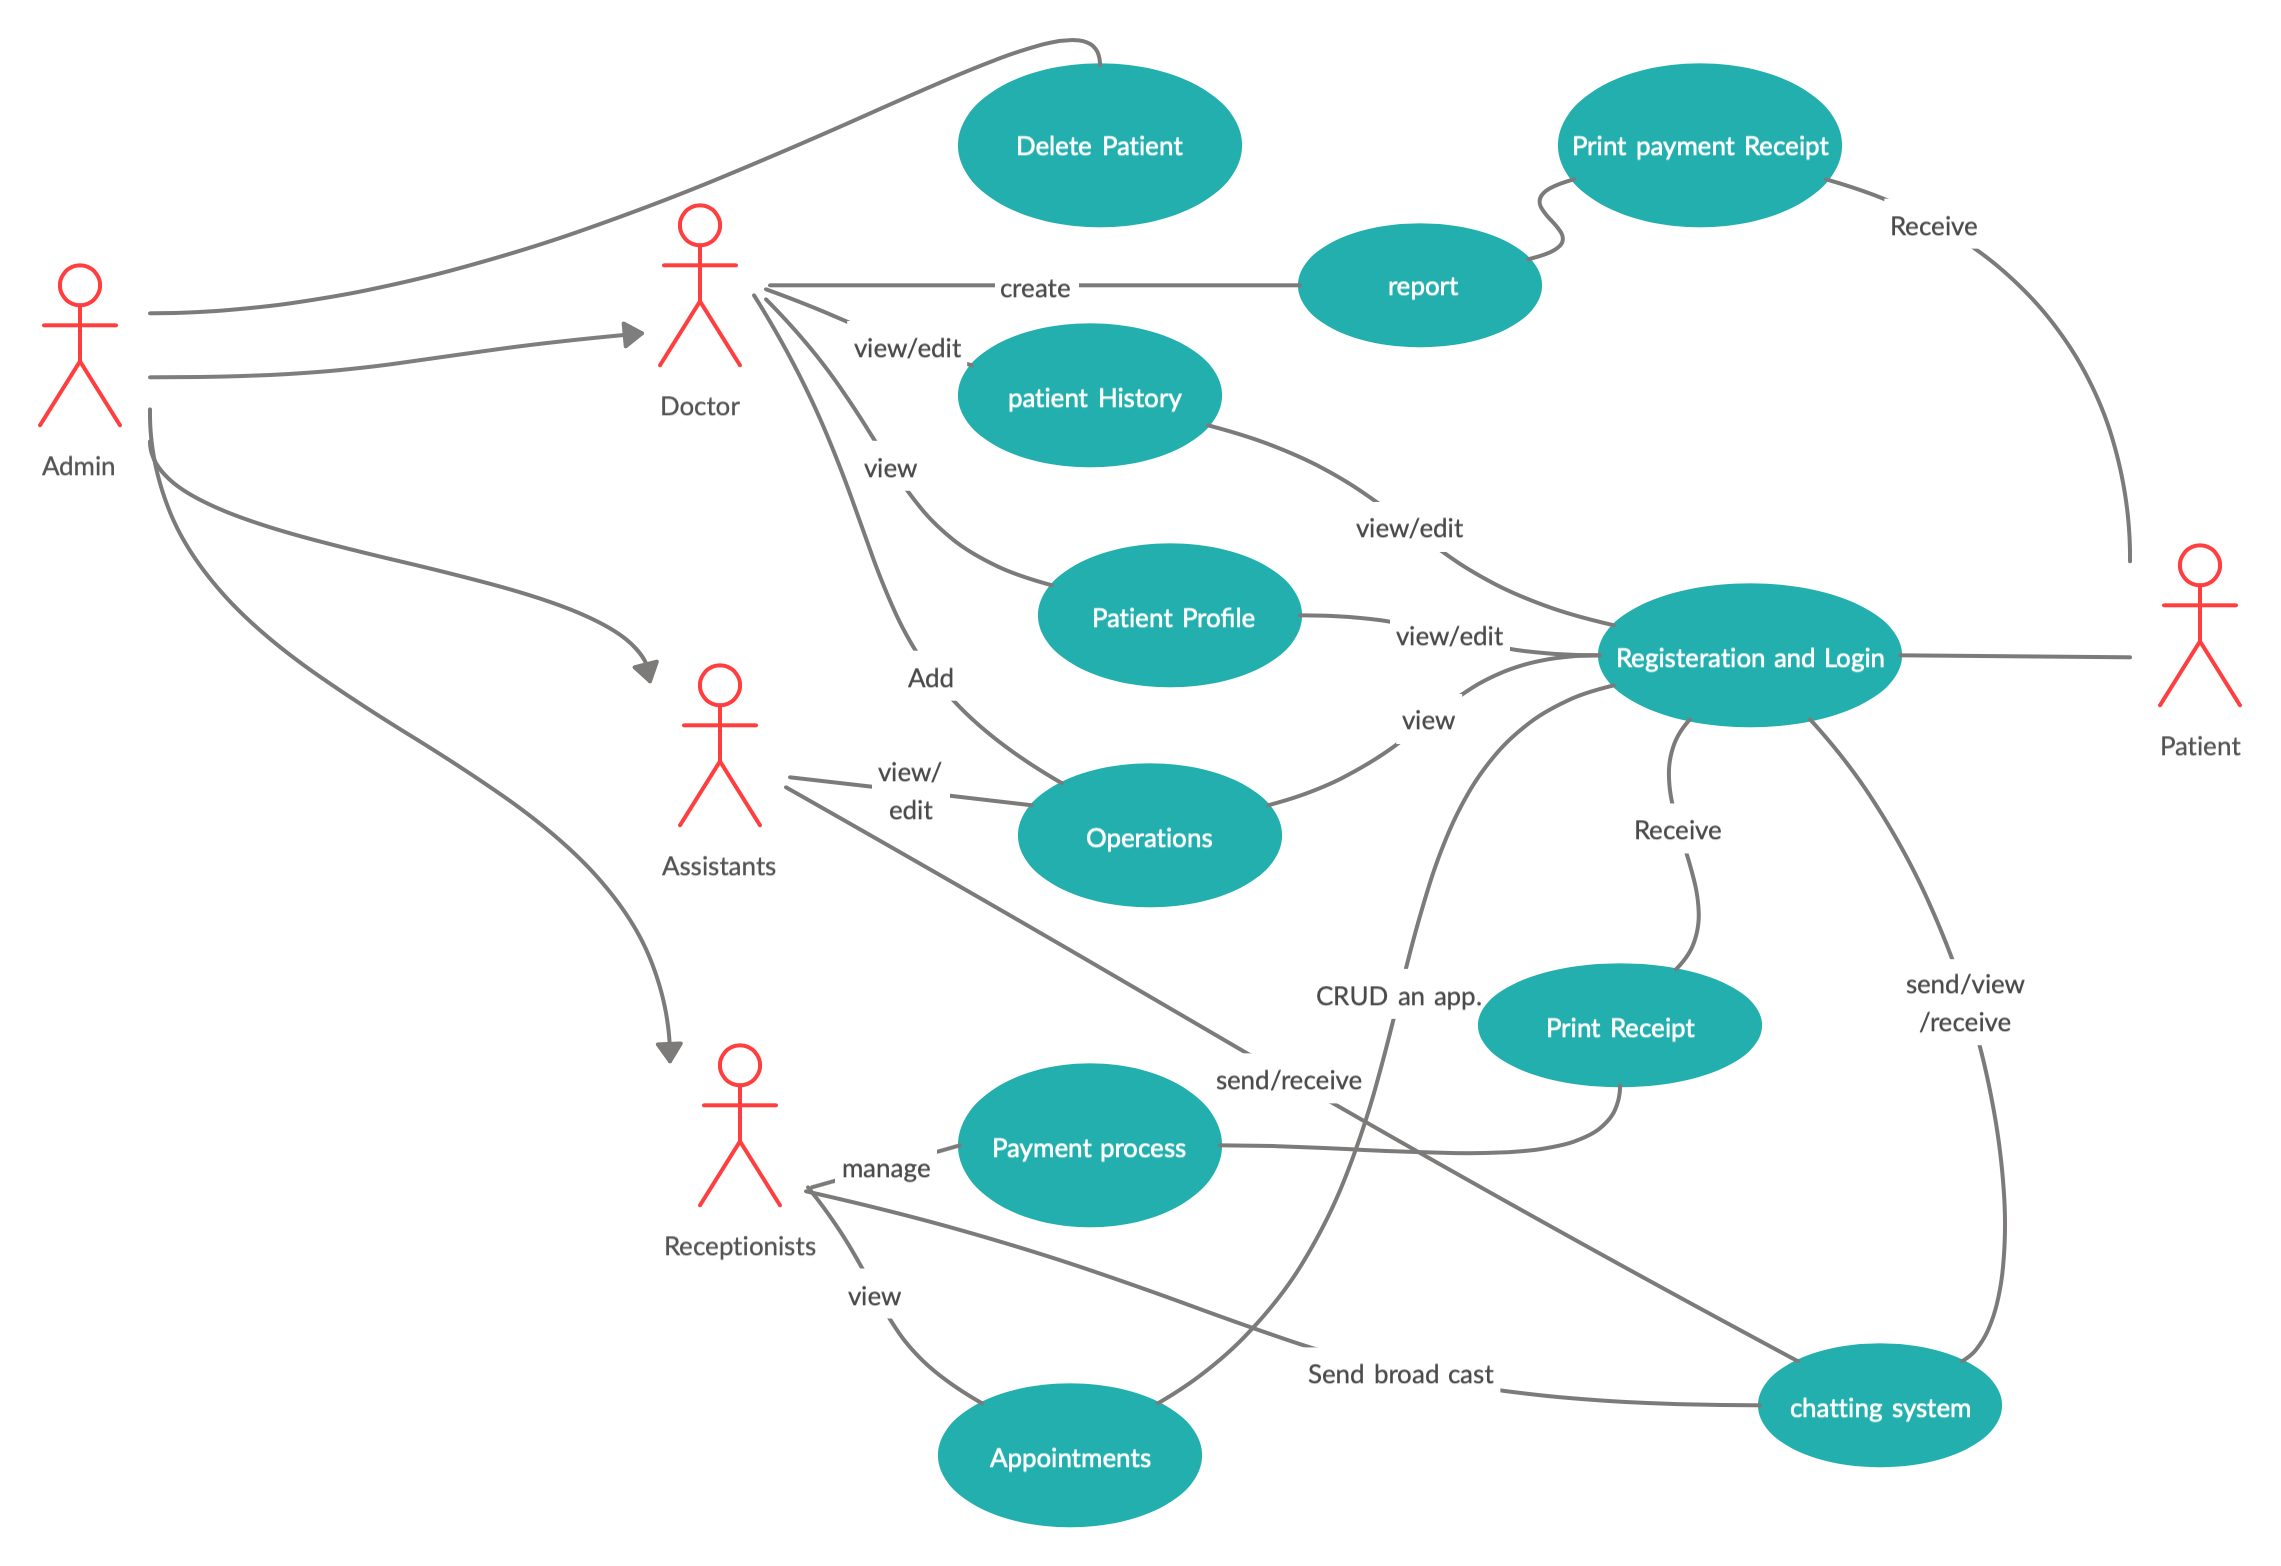 Delete Patient
Print payment Receipt
Receive
report
create
view/edit
patient History
Doctor
Admin
view
view/edit
Patient Profile
view/edit
Registeration and Login
Add
view
Patient
view/
edit
Operations
Receive
Assistants
CRUD an app.
Print Receipt
send/view
/receive
send/receive
Payment process
manage
Receptionists
view
Send broad cast
chatting system
Appointments